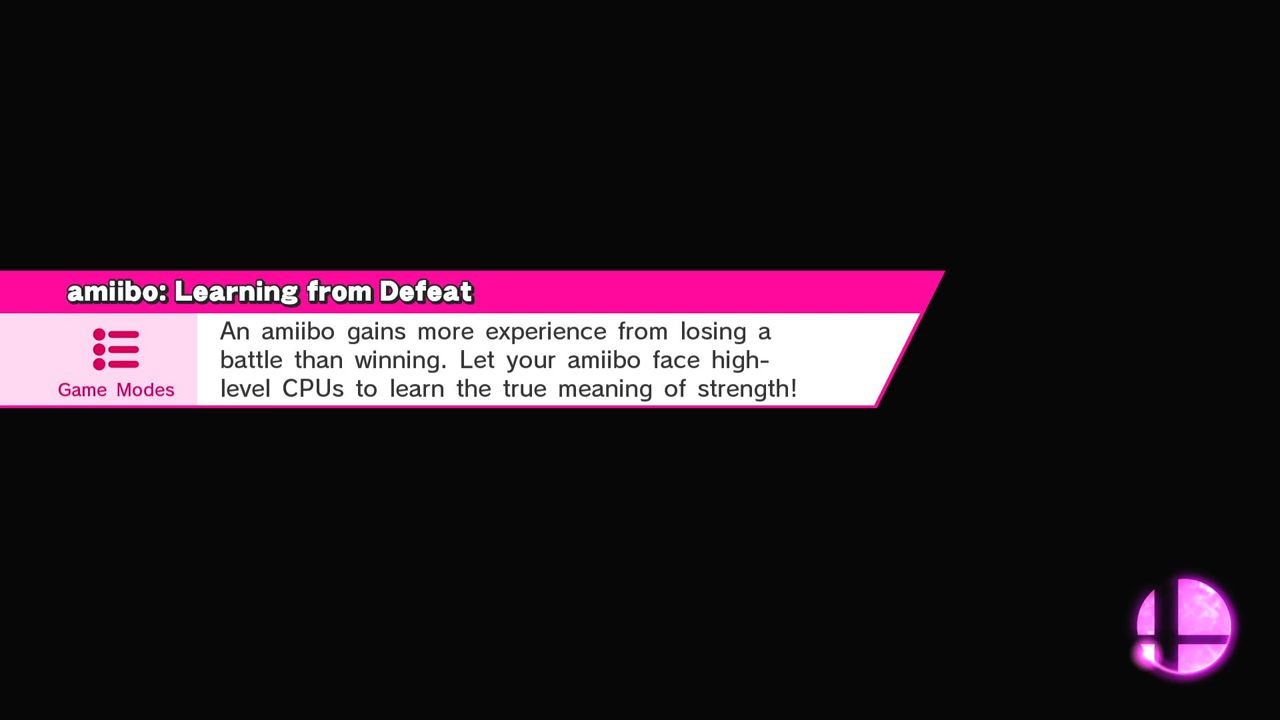 amiibo: Learning from Defeat
An amiibo gains more experience from losing a
battle than winning. Let your amiibo face high-
level CPUs to learn the true meaning of strength!
Game Modes